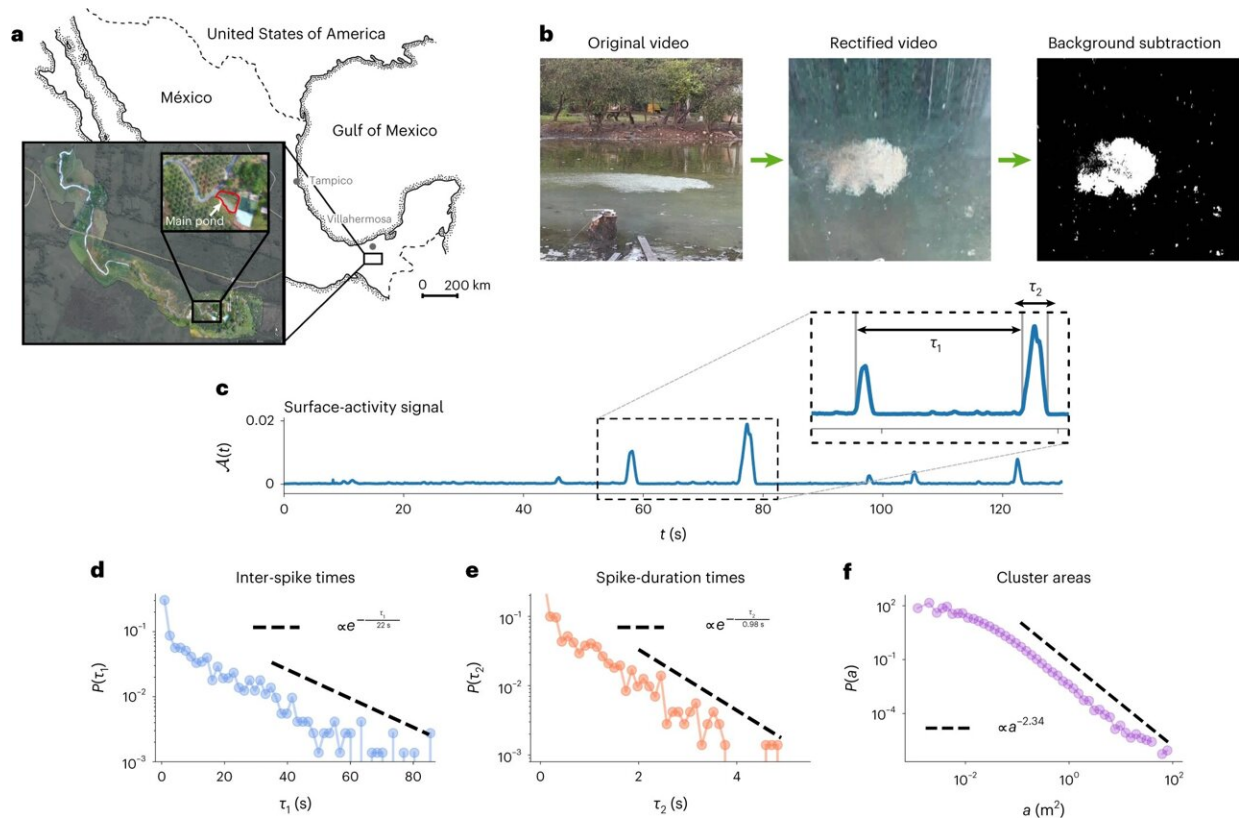 a
United States of America
México
Gulf of Mexico
Main pond
Tampico
Villahermosa
0 200 km
b
Original video
Rectified video
Background subtraction
c
Surface-activity signal
0.02
0
𝒜(t)
0 20 40 60 80 100 120
t (s)
τ1
τ2
d
Inter-spike times
∝e^−τ1/22 s
10−1
10−2
10−3
P(τ1)
0 20 40 60 80
τ1 (s)
e
Spike-duration times
∝e^−τ2/0.98 s
10−1
10−2
10−3
P(τ2)
0 2 4
τ2 (s)
f
Cluster areas
102
10−1
10−4
P(a)
∝a−2.34
10−2 100 102
a (m2)